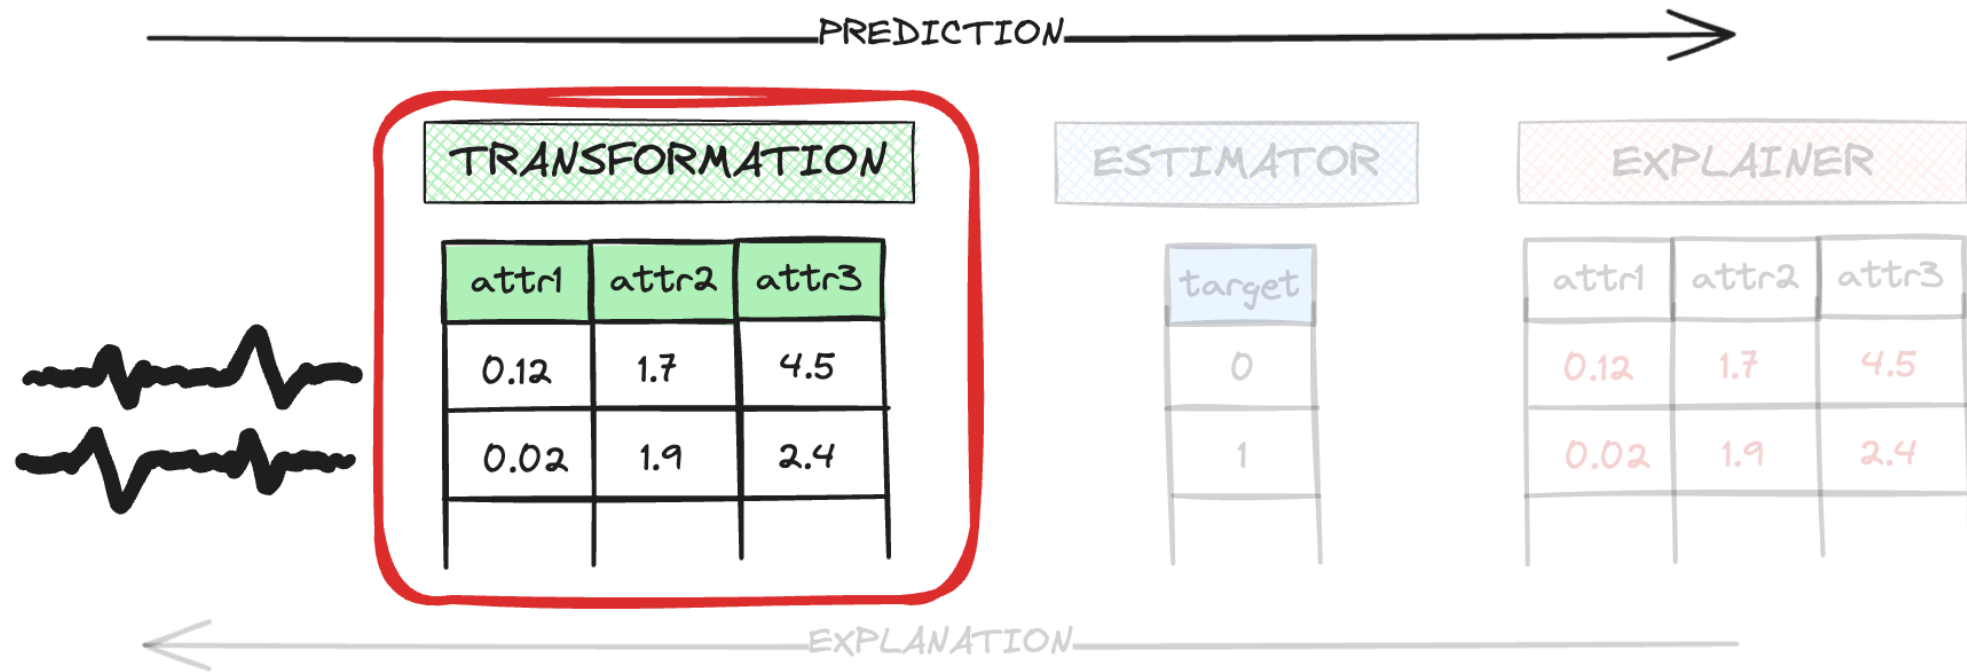 PREDICTION
TRANSFORMATION ESTIMATOR EXPLAINER
attr1 attr2 attr3 target attr1 attr2 attr3
0.12 1.7 4.5 0 0.12 1.7 4.5
0.02 1.9 2.4 1 0.02 1.9 2.4
EXPLANATION